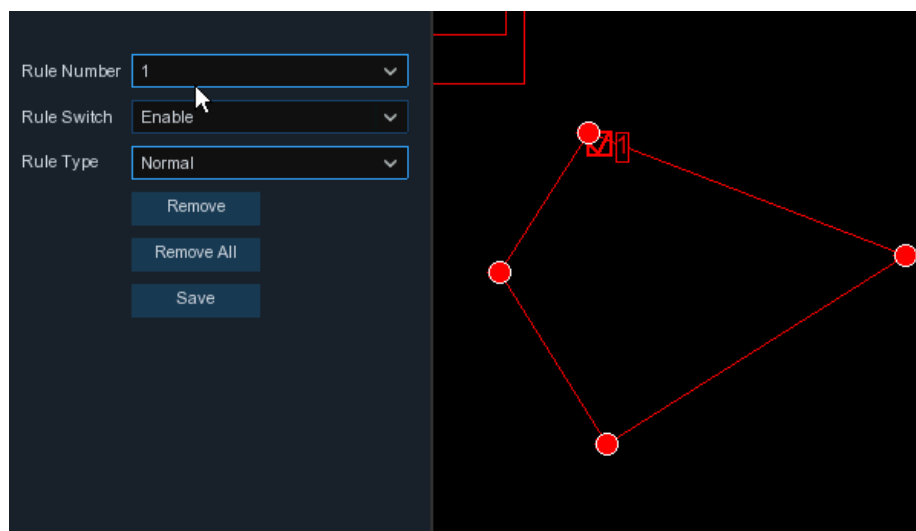 Rule Number 1
Rule Switch Enable
Rule Type Normal
Remove
Remove All
Save
1